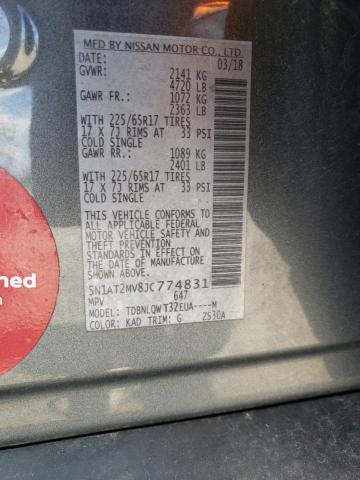 MFD BY NISSAN MOTOR CO., LTD.
DATE: 03/18
GVWR: 2141 KG
4720 LB
GAWR FR: 1072 KG
2363 LB
WITH 225/65R17 TIRES
17 X 7J RIMS AT 33 PSI
COLD SINGLE
GAWR RR: 1089 KG
2401 LB
WITH 225/65R17 TIRES
17 X 7J RIMS AT 33 PSI
COLD SINGLE
THIS VEHICLE CONFORMS TO
ALL APPLICABLE FEDERAL
MOTOR VEHICLE SAFETY AND
THEFT PREVENTION
STANDARDS IN EFFECT ON THE
DATE OF MANUFACTURE
SHOWN ABOVE.
5N1AT2MV8JC774831
647
MPV
MODEL: TDBNLQWT32EUA----M
COLOR: KAD TRIM: G ZS30A
ned